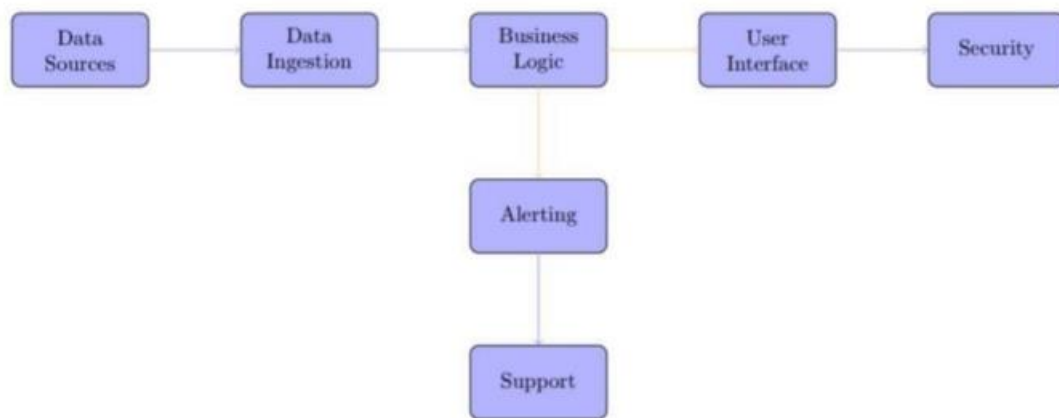 Data
Sources
Data
Ingestion
Business
Logic
User
Interface
Security
Alerting
Support